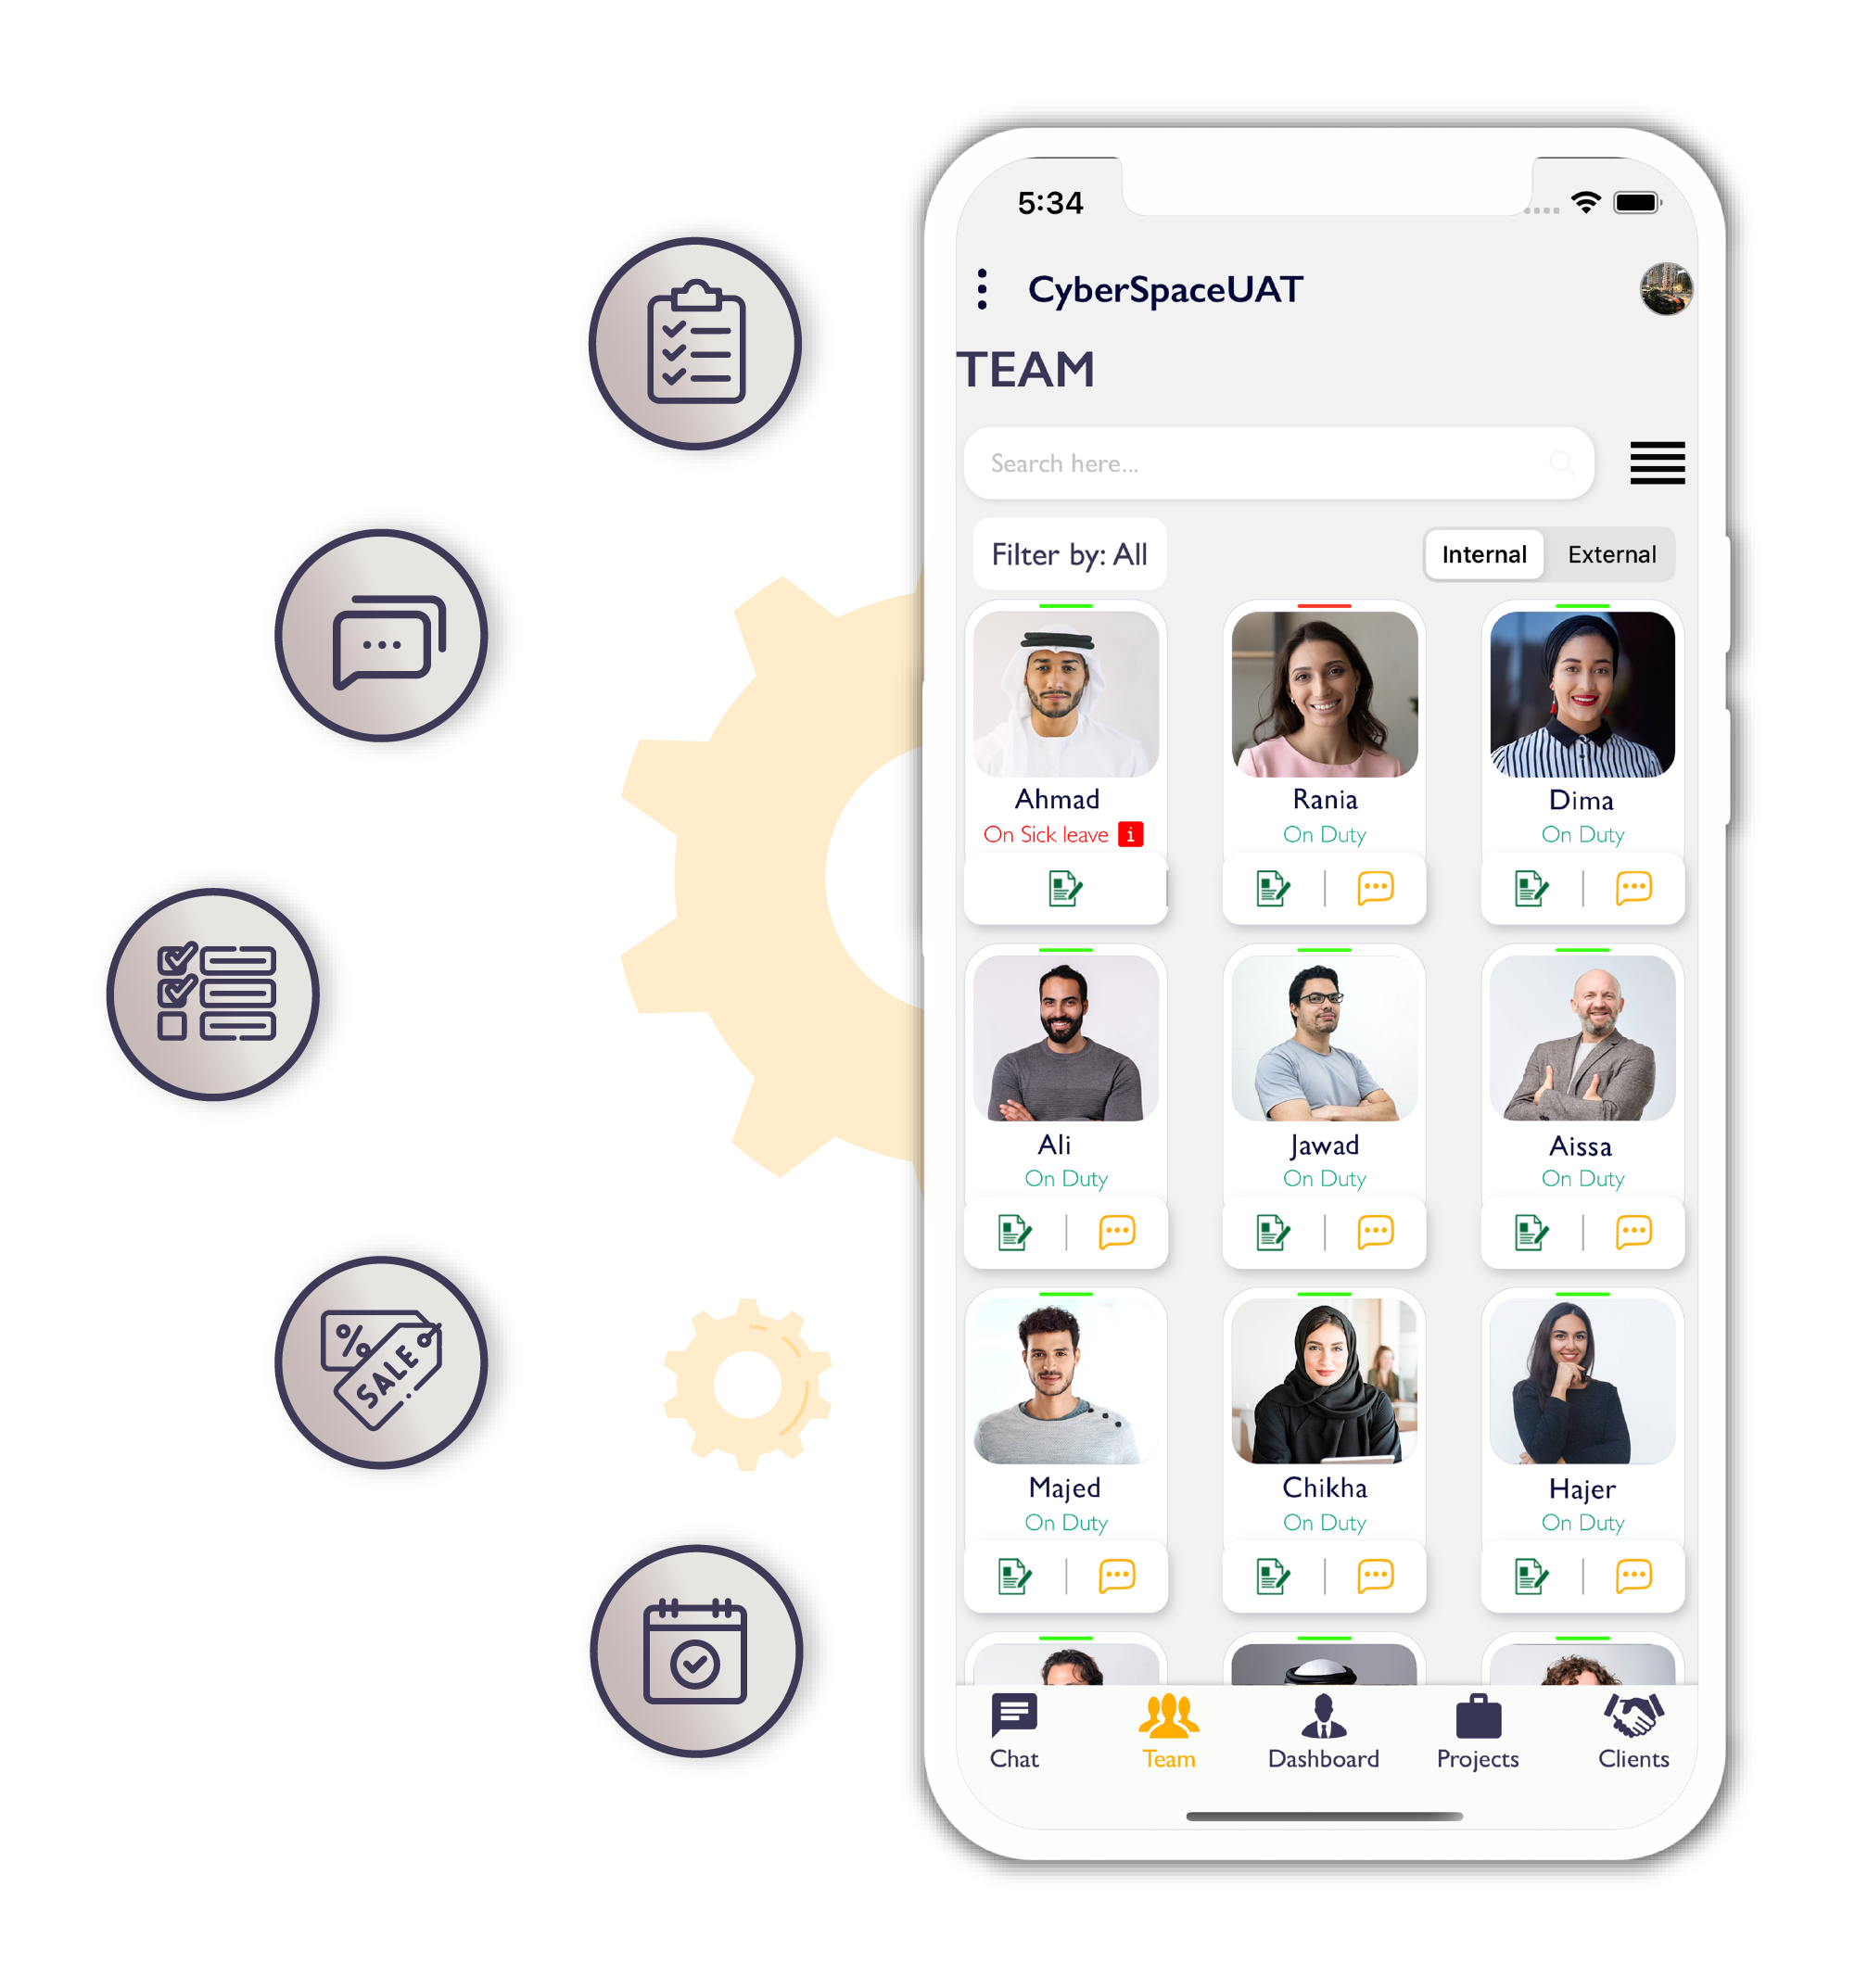 5:34
CyberSpaceUAT
TEAM
Search here...
Filter by: All
Internal External
Ahmad Rania Dima
On Sick leave i On Duty On Duty
Ali Jawad Aissa
On Duty On Duty On Duty
Majed Chikha Hajer
On Duty On Duty On Duty
Chat Team Dashboard Projects Clients
%
SALE